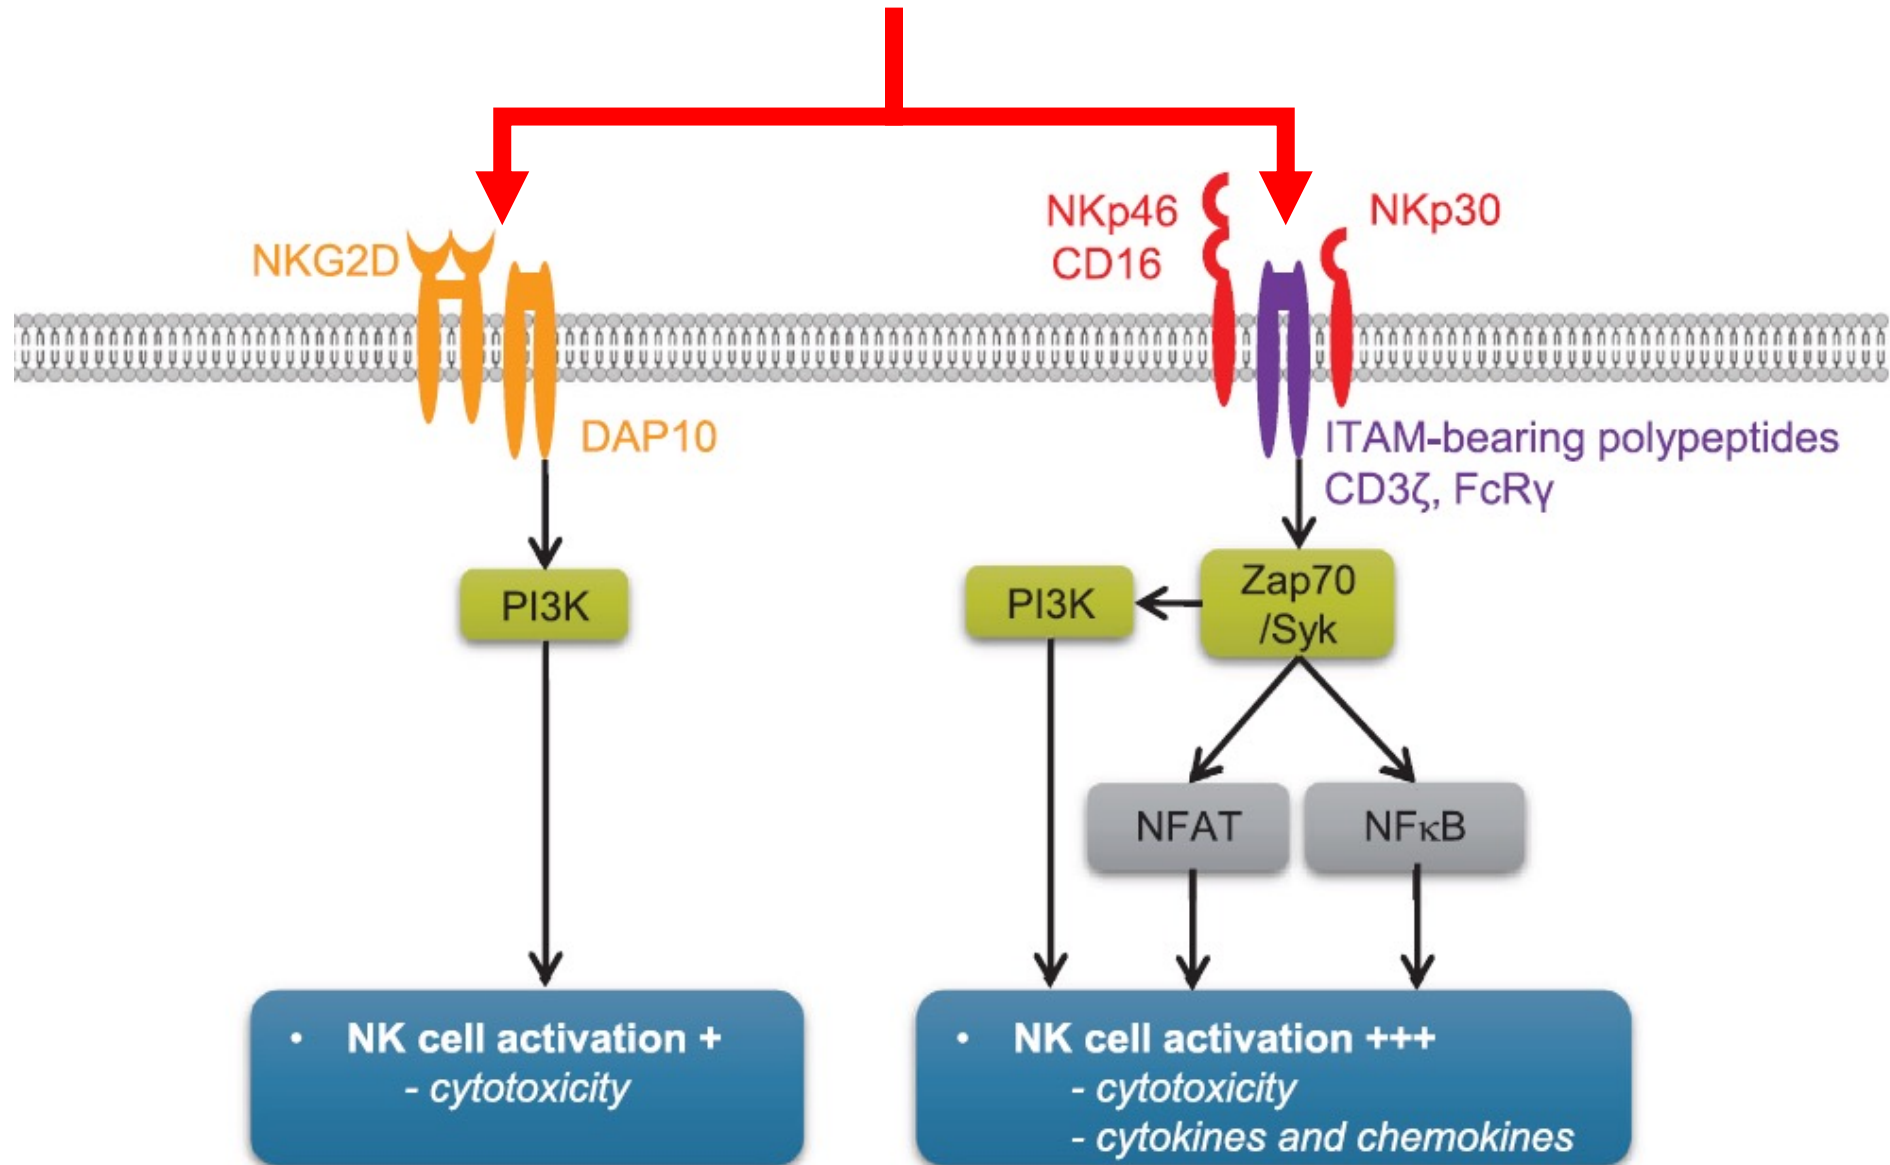 NKG2D
DAP10
PI3K
• NK cell activation +
- cytotoxicity
NKp46
CD16
NKp30
ITAM-bearing polypeptides
CD3ζ, FcRγ
Zap70
/Syk
PI3K
NFAT
NFκB
• NK cell activation +++
- cytotoxicity
- cytokines and chemokines